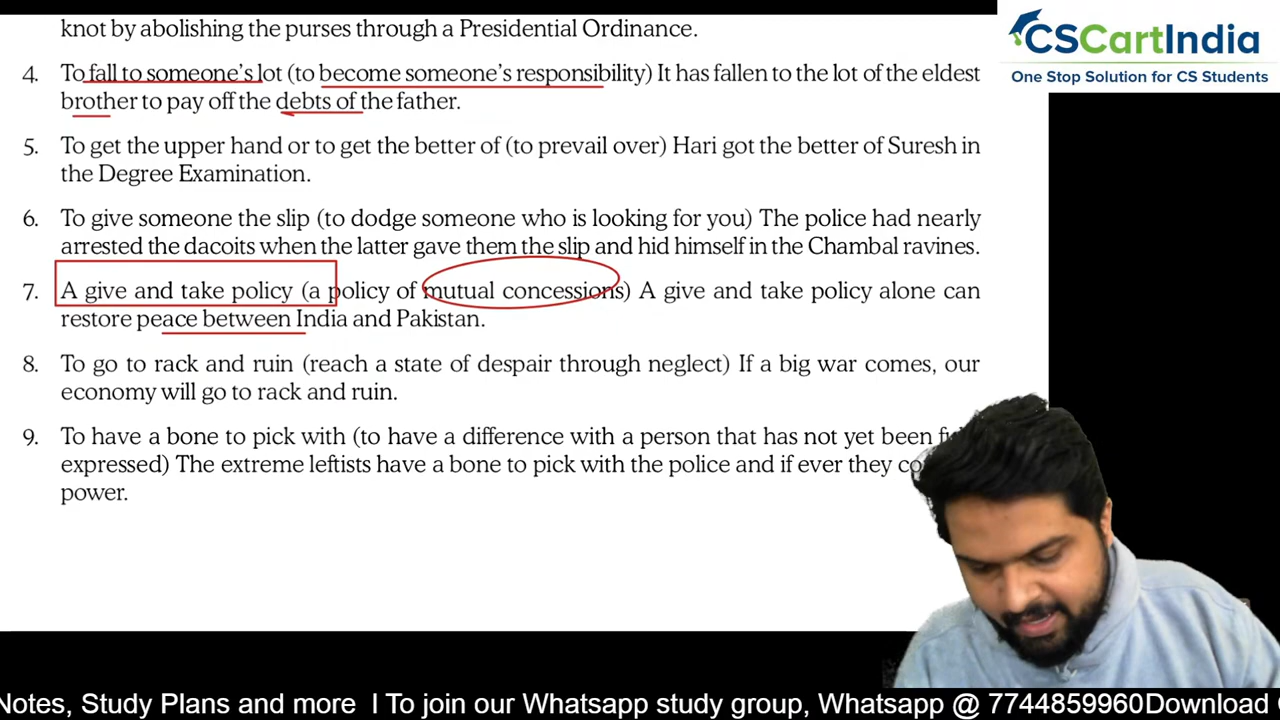 knot by abolishing the purses through a Presidential Ordinance.
CSCartIndia
One Stop Solution for CS Students
4. To fall to someone's lot (to become someone's responsibility) It has fallen to the lot of the eldest
brother to pay off the debts of the father.
5. To get the upper hand or to get the better of (to prevail over) Hari got the better of Suresh in
the Degree Examination.
6. To give someone the slip (to dodge someone who is looking for you) The police had nearly
arrested the dacoits when the latter gave them the slip and hid himself in the Chambal ravines.
7. A give and take policy (a policy of mutual concessions) A give and take policy alone can
restore peace between India and Pakistan.
8. To go to rack and ruin (reach a state of despair through neglect) If a big war comes, our
economy will go to rack and ruin.
9. To have a bone to pick with (to have a difference with a person that has not yet been
expressed) The extreme leftists have a bone to pick with the police and if ever they
power.
Notes, Study Plans and more I To join our Whatsapp study group, Whatsapp @ 7744859960Download